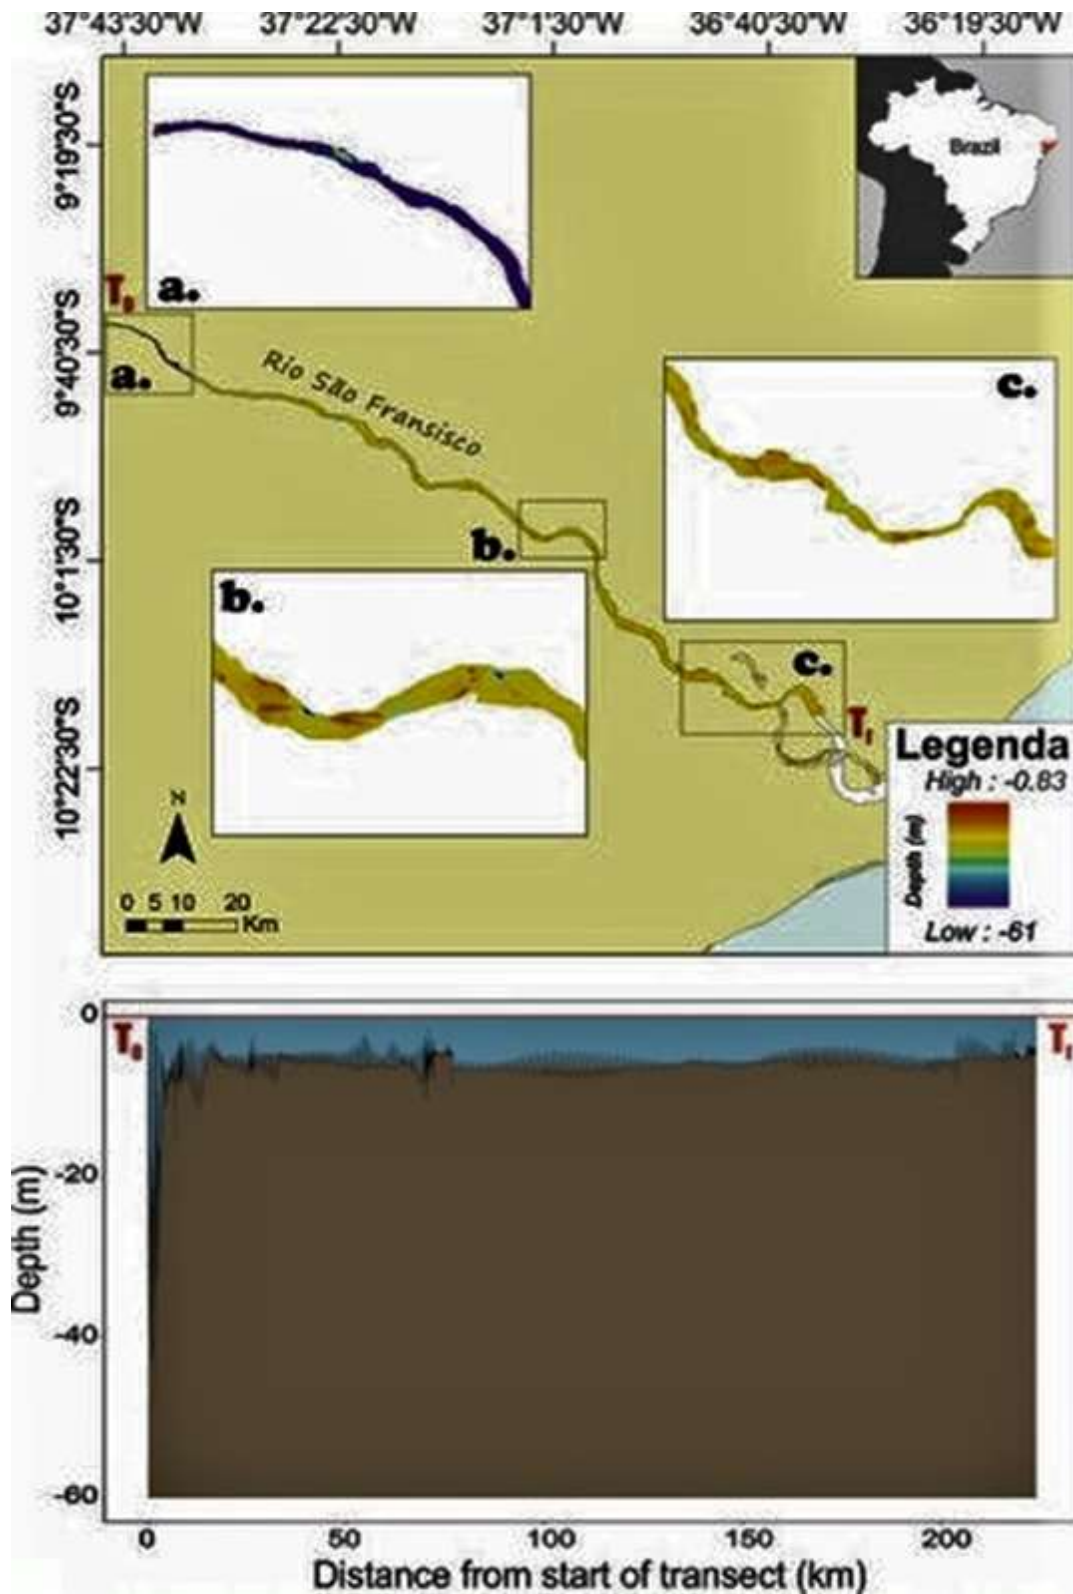 37°43'30"W 37°22'30"W 37°1'30"W 36°40'30"W 36°19'30"W
9°19'30"S
9°40'30"S
10°1'30"S
10°22'30"S
Brazil
a.
T₀
a.
Rio São Fransisco
c.
b.
b.
c.
T₁
Legenda
High : -0.83
Depth (m)
Low : -61
N
0 5 10 20
Km
0
T₀
T₁
-20
-40
-60
Depth (m)
0 50 100 150 200
Distance from start of transect (km)